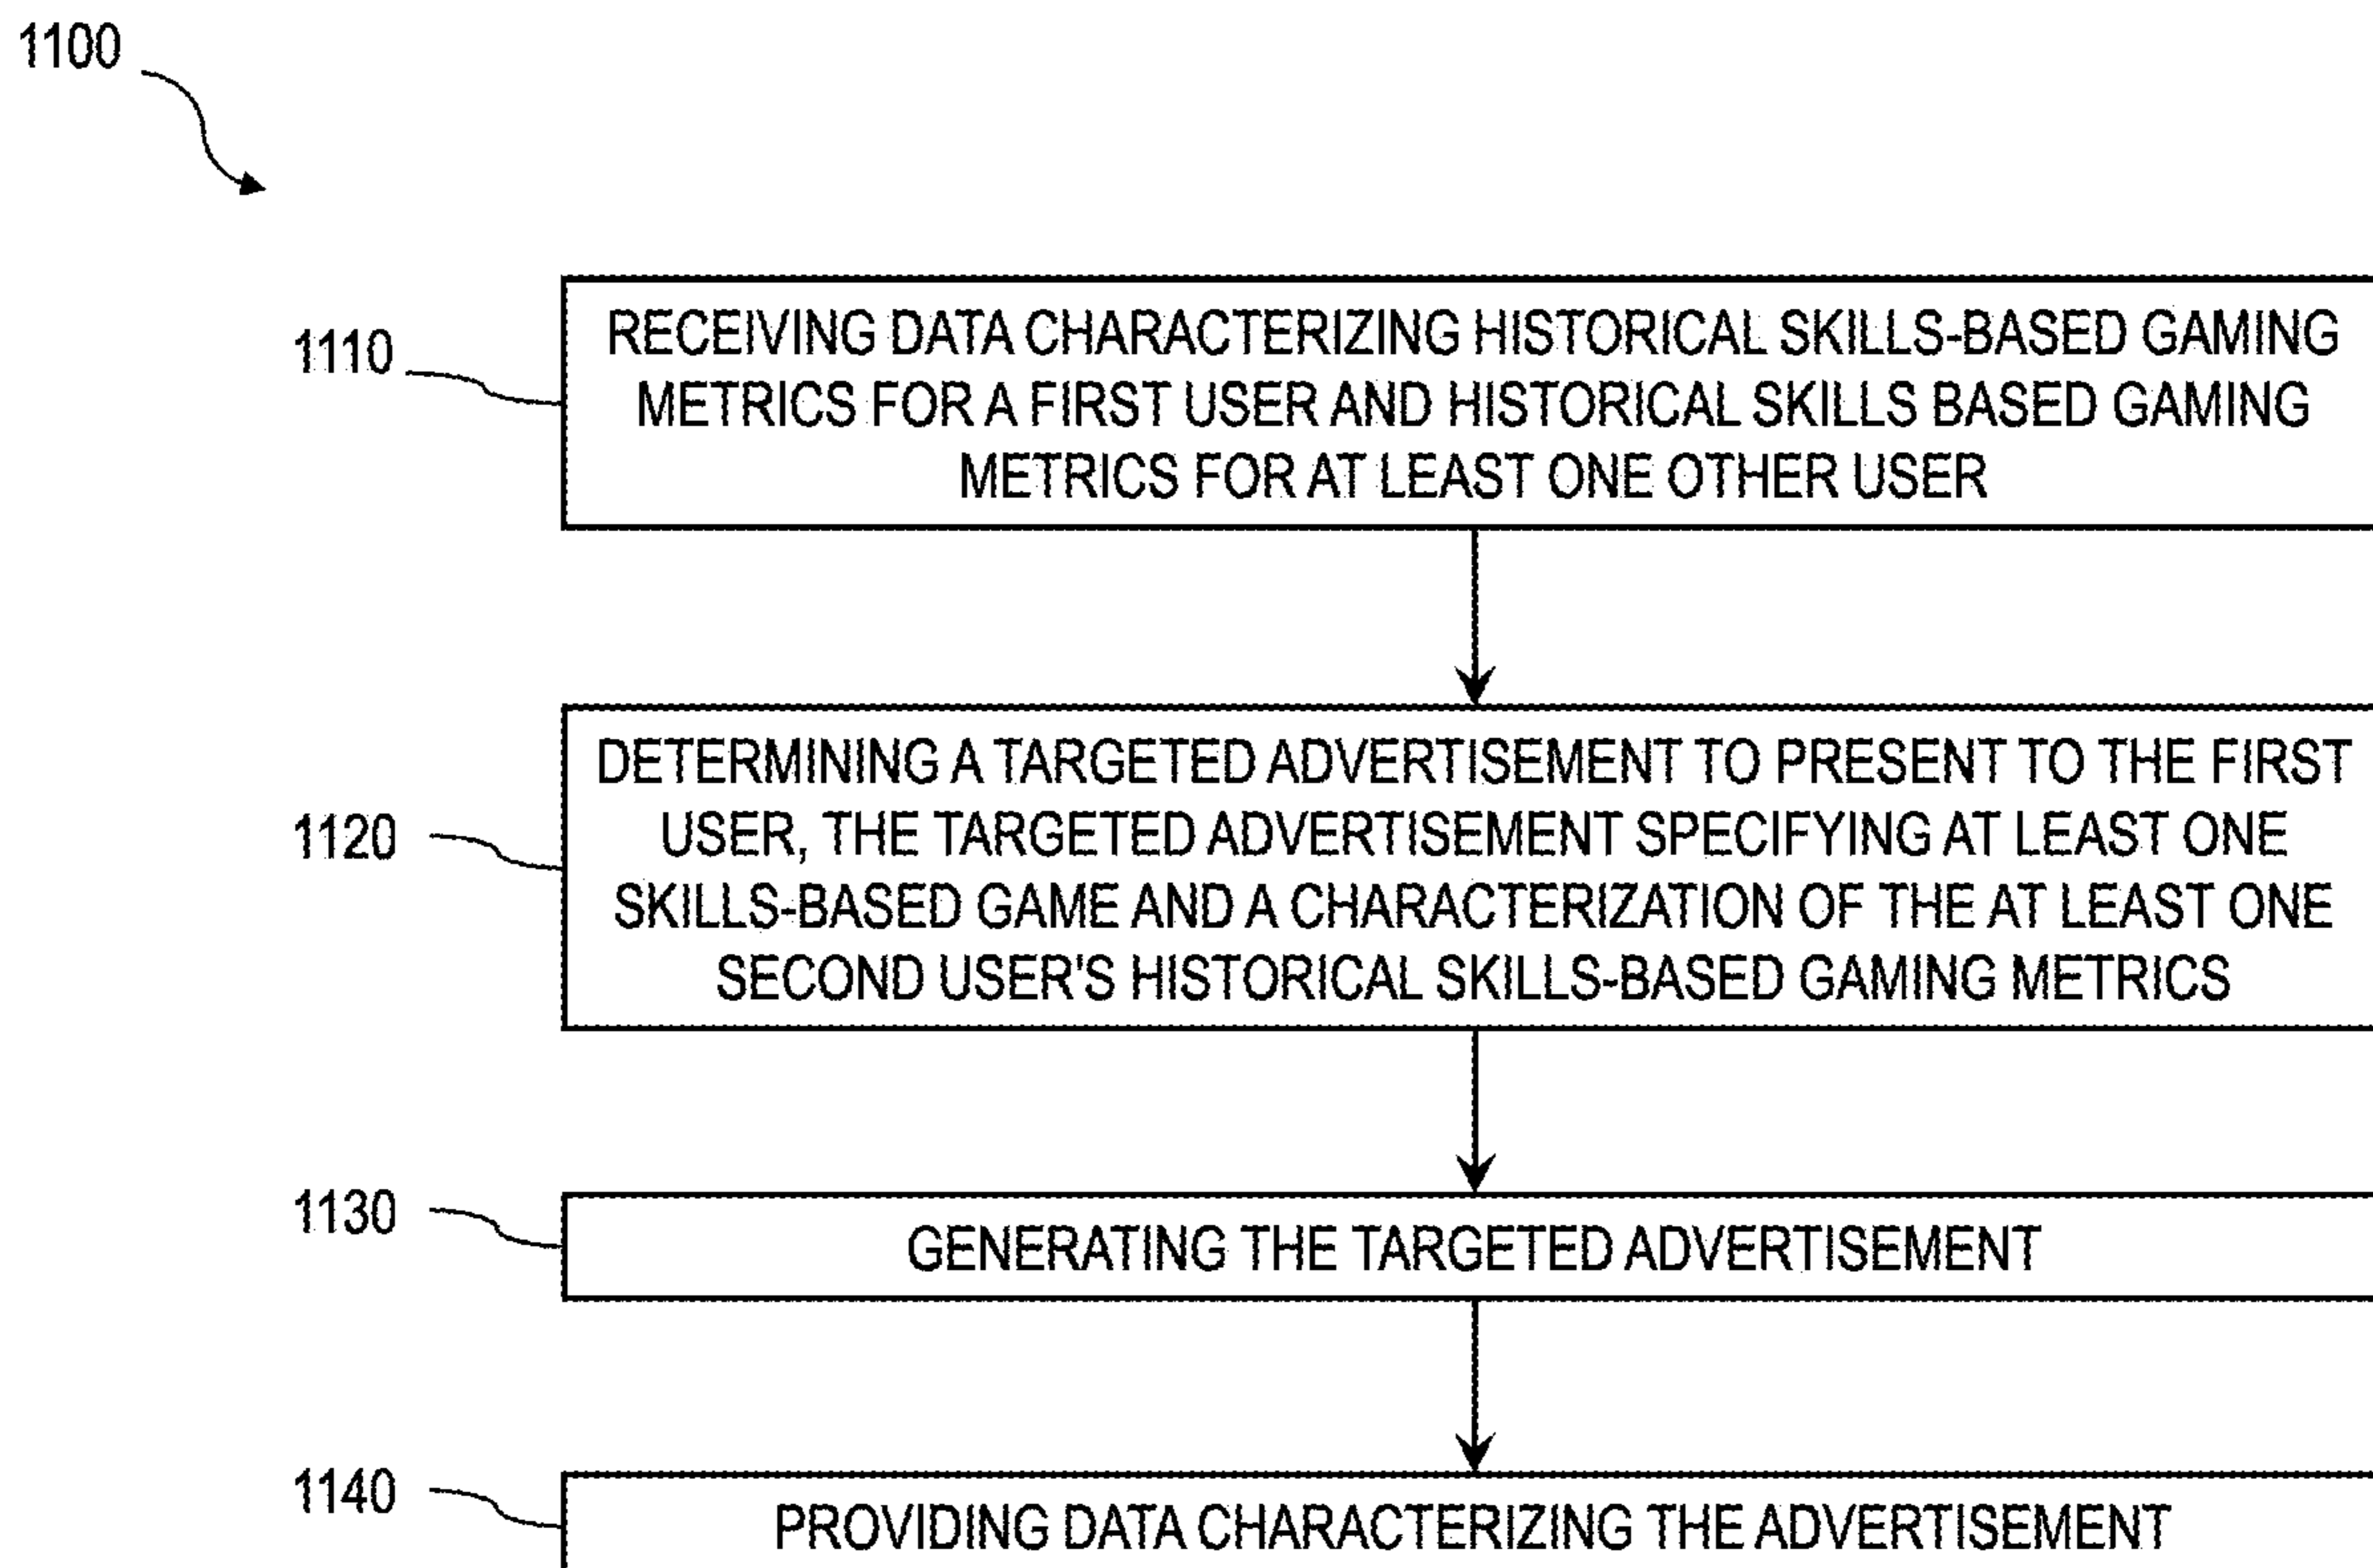 1100
1110
RECEIVING DATA CHARACTERIZING HISTORICAL SKILLS-BASED GAMING
METRICS FOR A FIRST USER AND HISTORICAL SKILLS BASED GAMING
METRICS FOR AT LEAST ONE OTHER USER
1120
DETERMINING A TARGETED ADVERTISEMENT TO PRESENT TO THE FIRST
USER, THE TARGETED ADVERTISEMENT SPECIFYING AT LEAST ONE
SKILLS-BASED GAME AND A CHARACTERIZATION OF THE AT LEAST ONE
SECOND USER'S HISTORICAL SKILLS-BASED GAMING METRICS
1130
GENERATING THE TARGETED ADVERTISEMENT
1140
PROVIDING DATA CHARACTERIZING THE ADVERTISEMENT